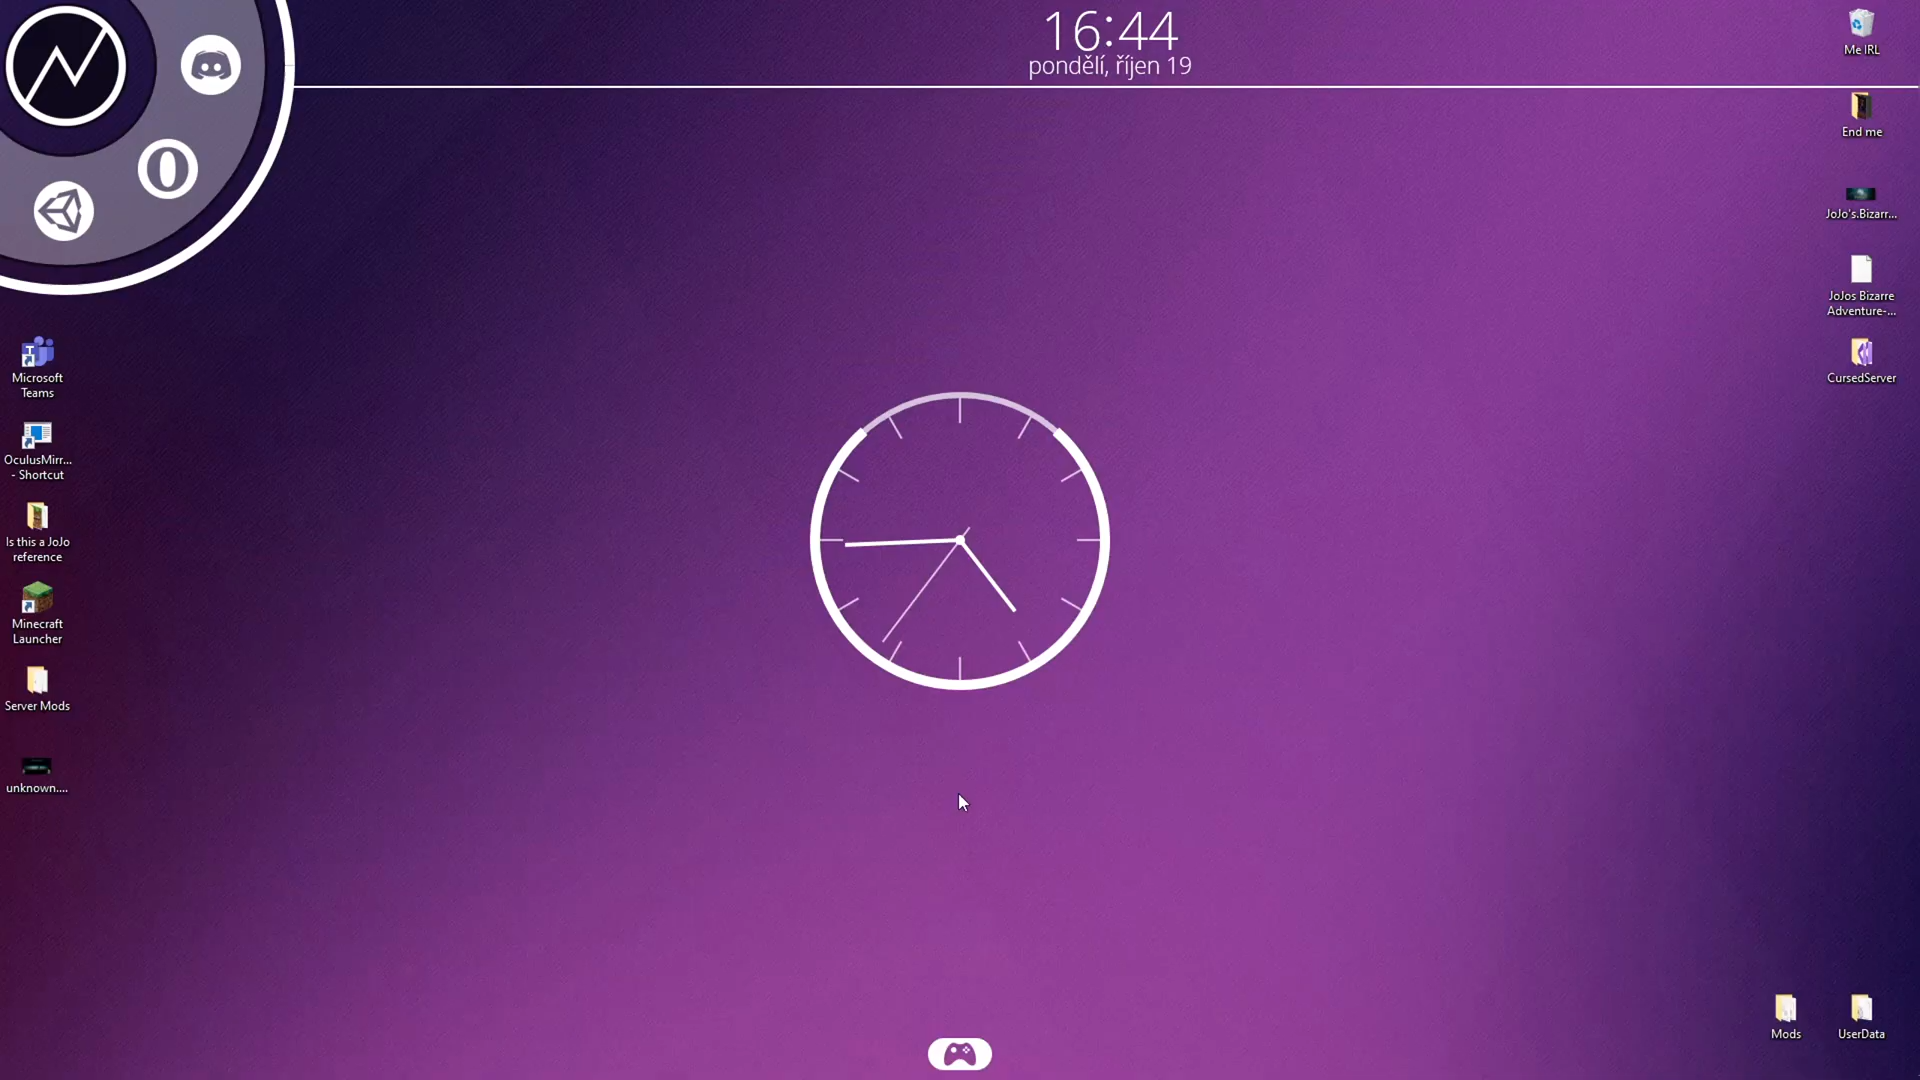 16:44
pondělí, říjen 19
Me IRL
End me
JoJo's.Bizarr...
JoJos Bizarre
Adventure-...
CursedServer
Microsoft
Teams
OculusMirr...
- Shortcut
Is this a JoJo
reference
Minecraft
Launcher
Server Mods
unknown....
Mods
UserData